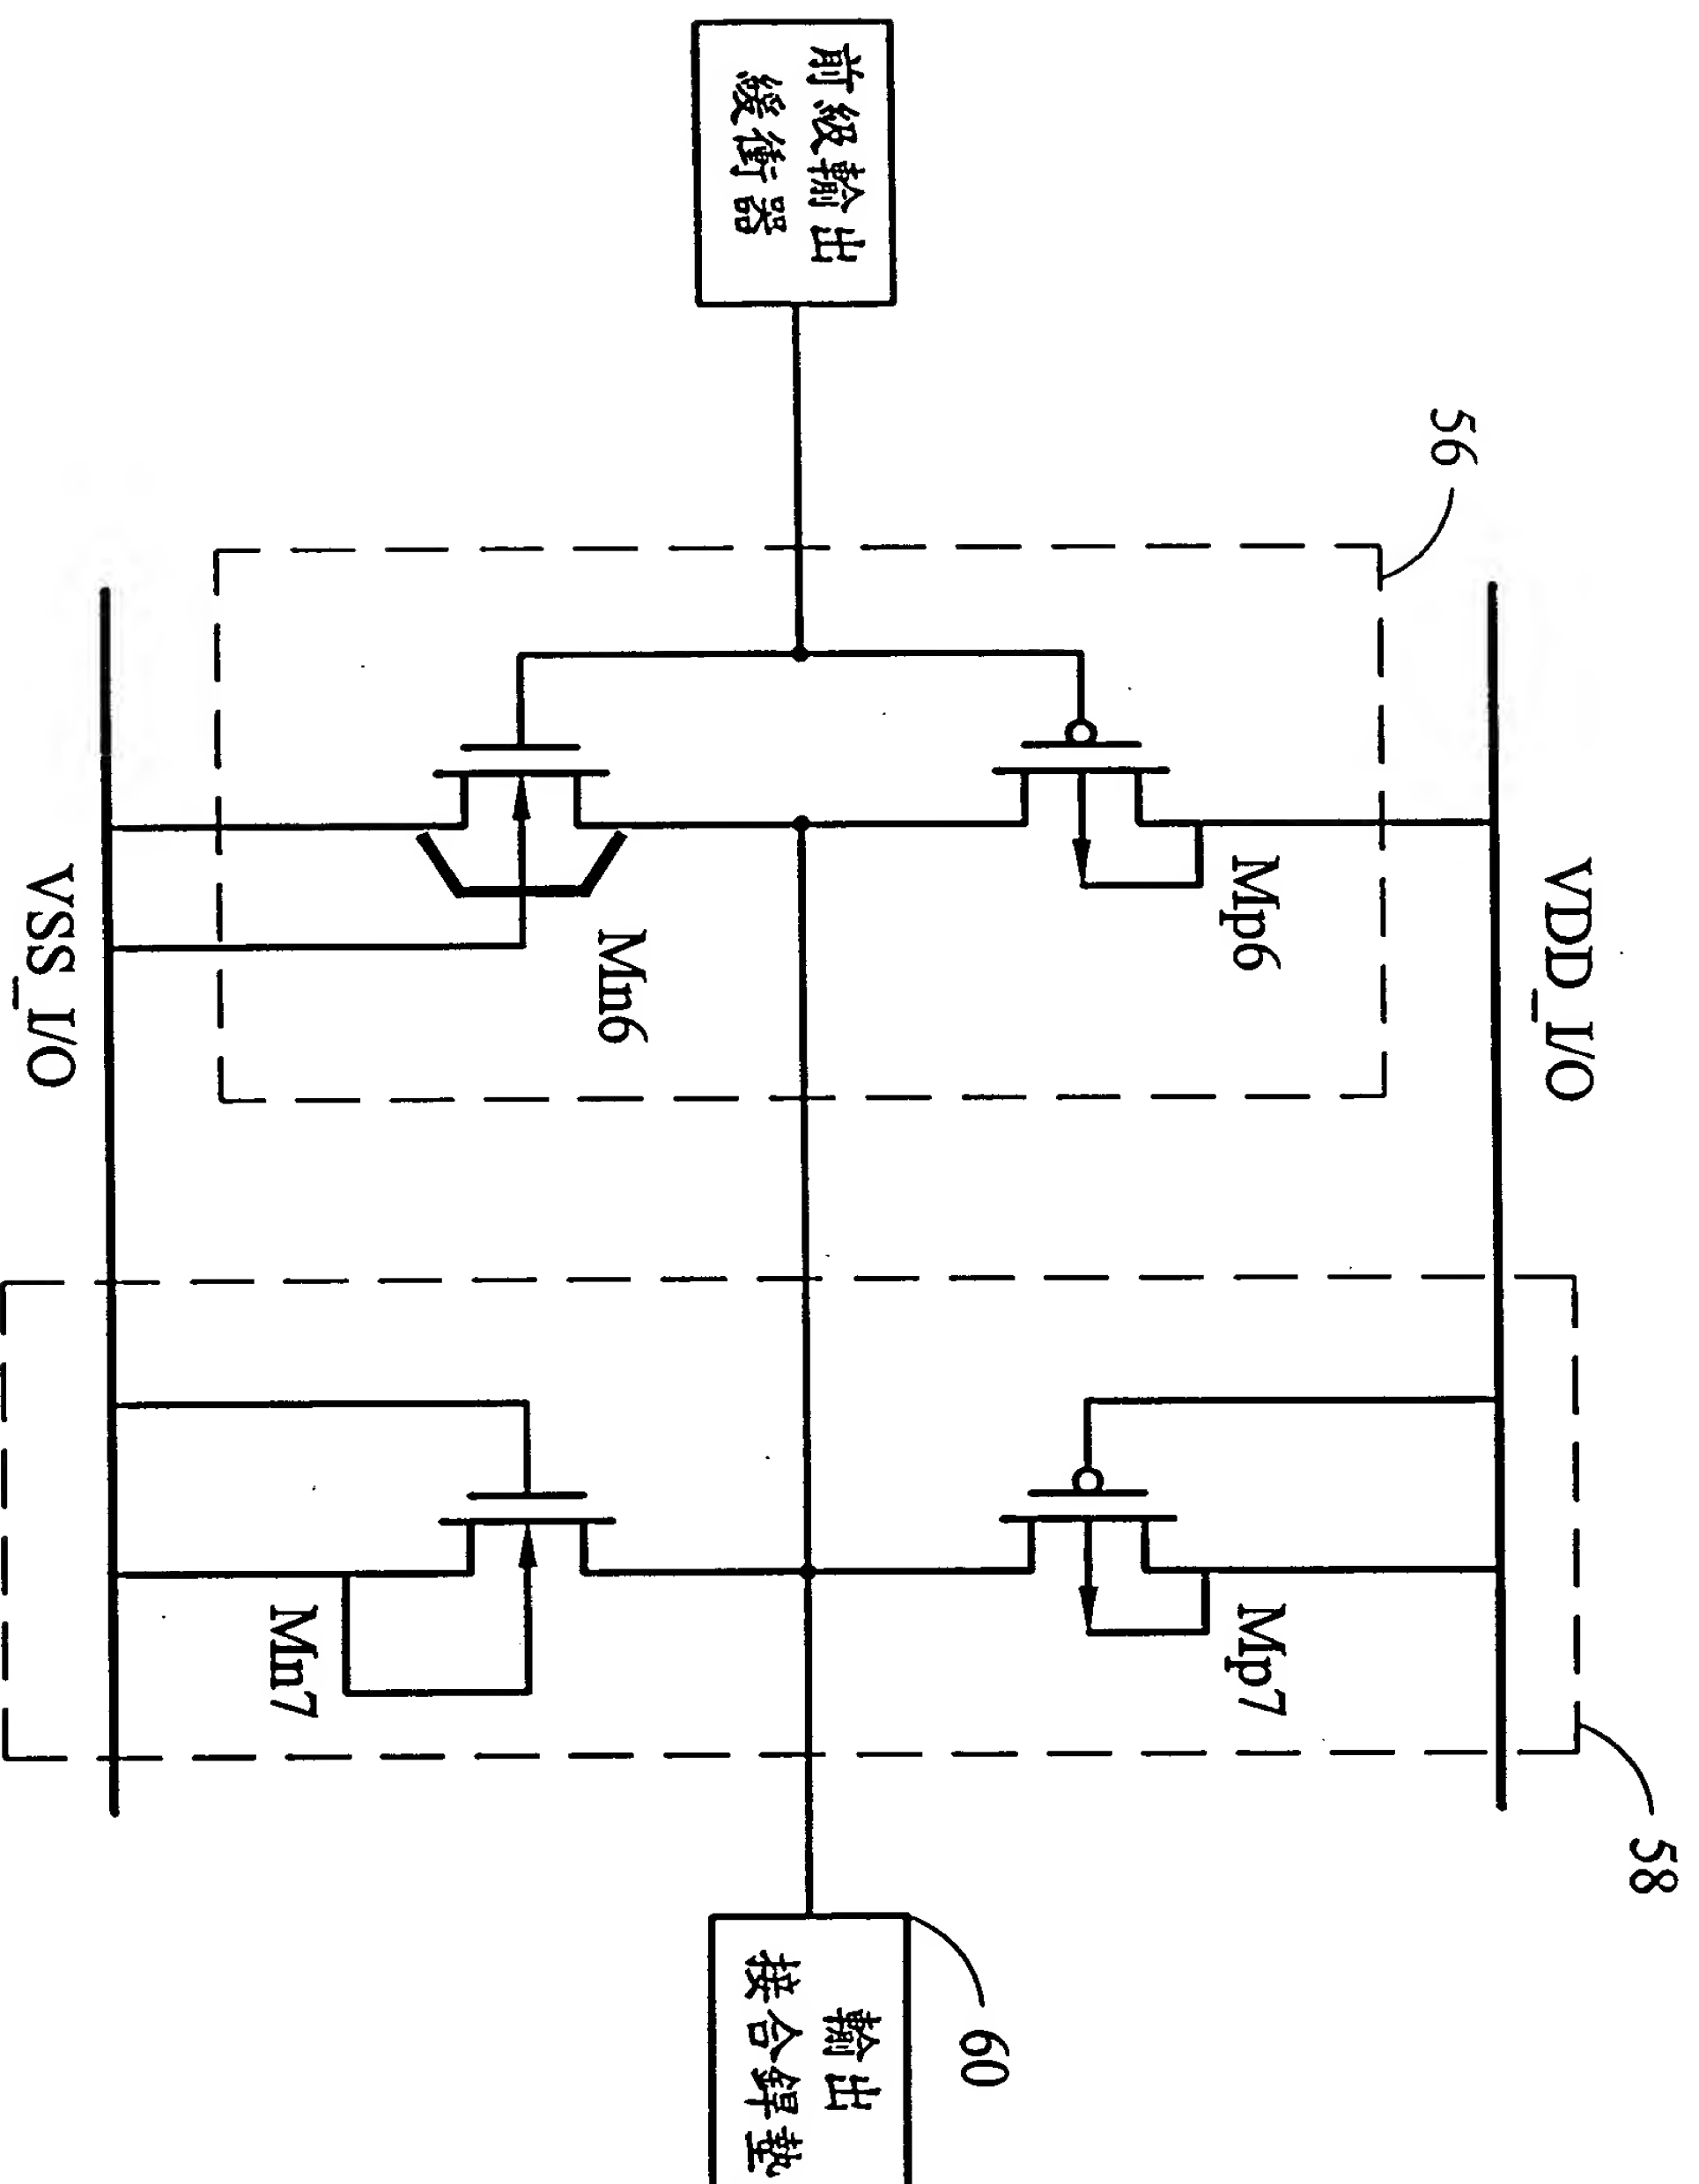 56
58
VDD_I/O
Mp6
Mp7
前級輸出
緩衝器
60
輸出
接合銲墊
Mn6
Mn7
VSS_I/O